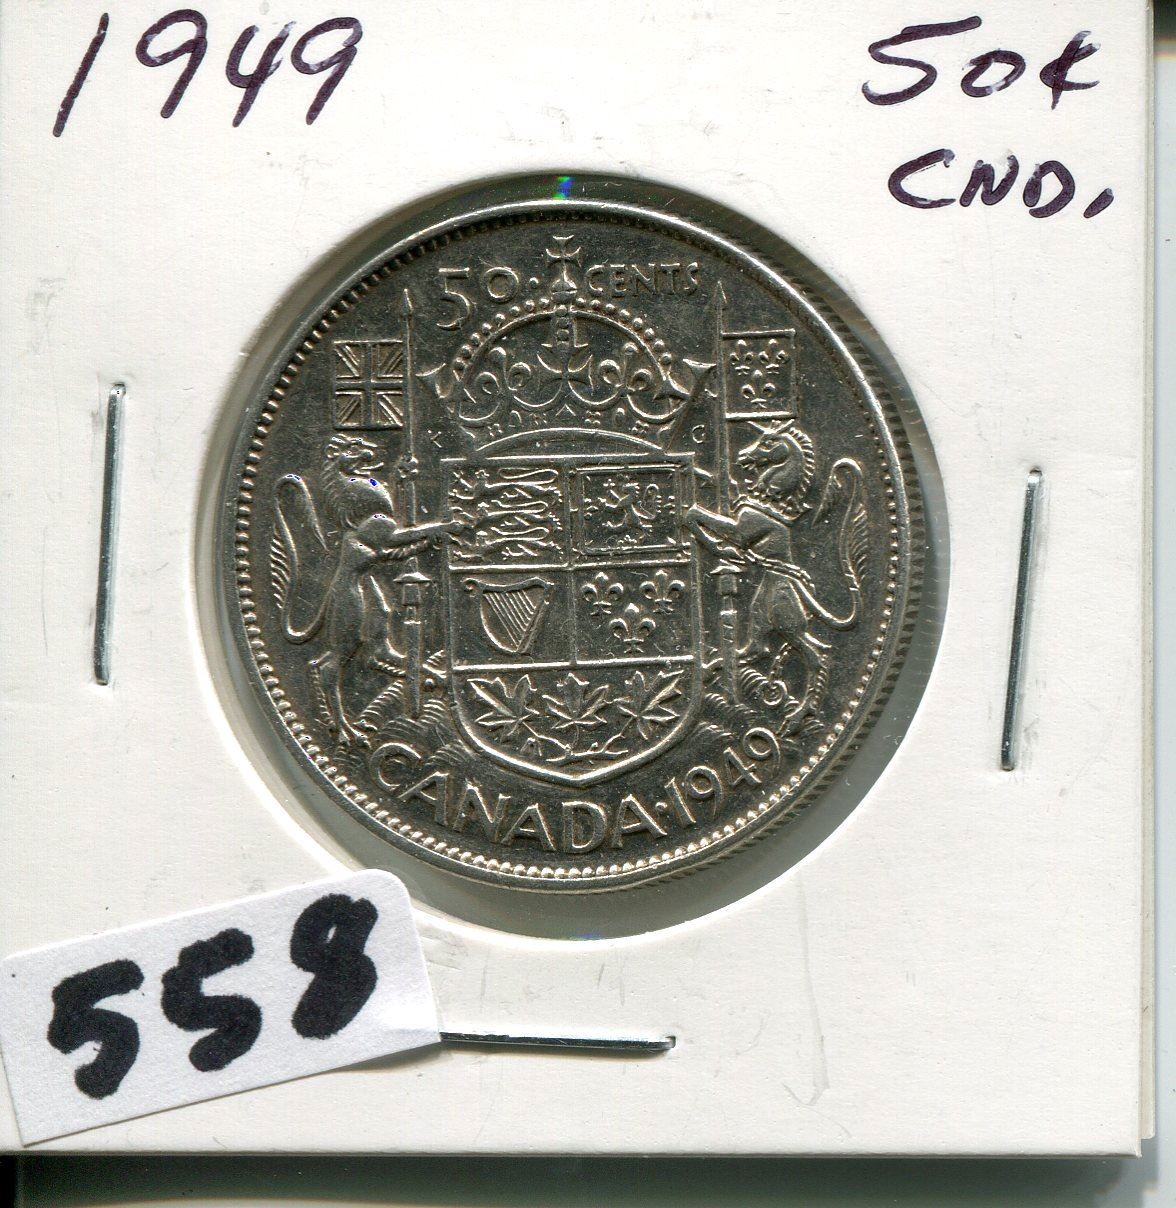 1949
50¢
CND.
50 · CENTS
K G
CANADA · 1949
558